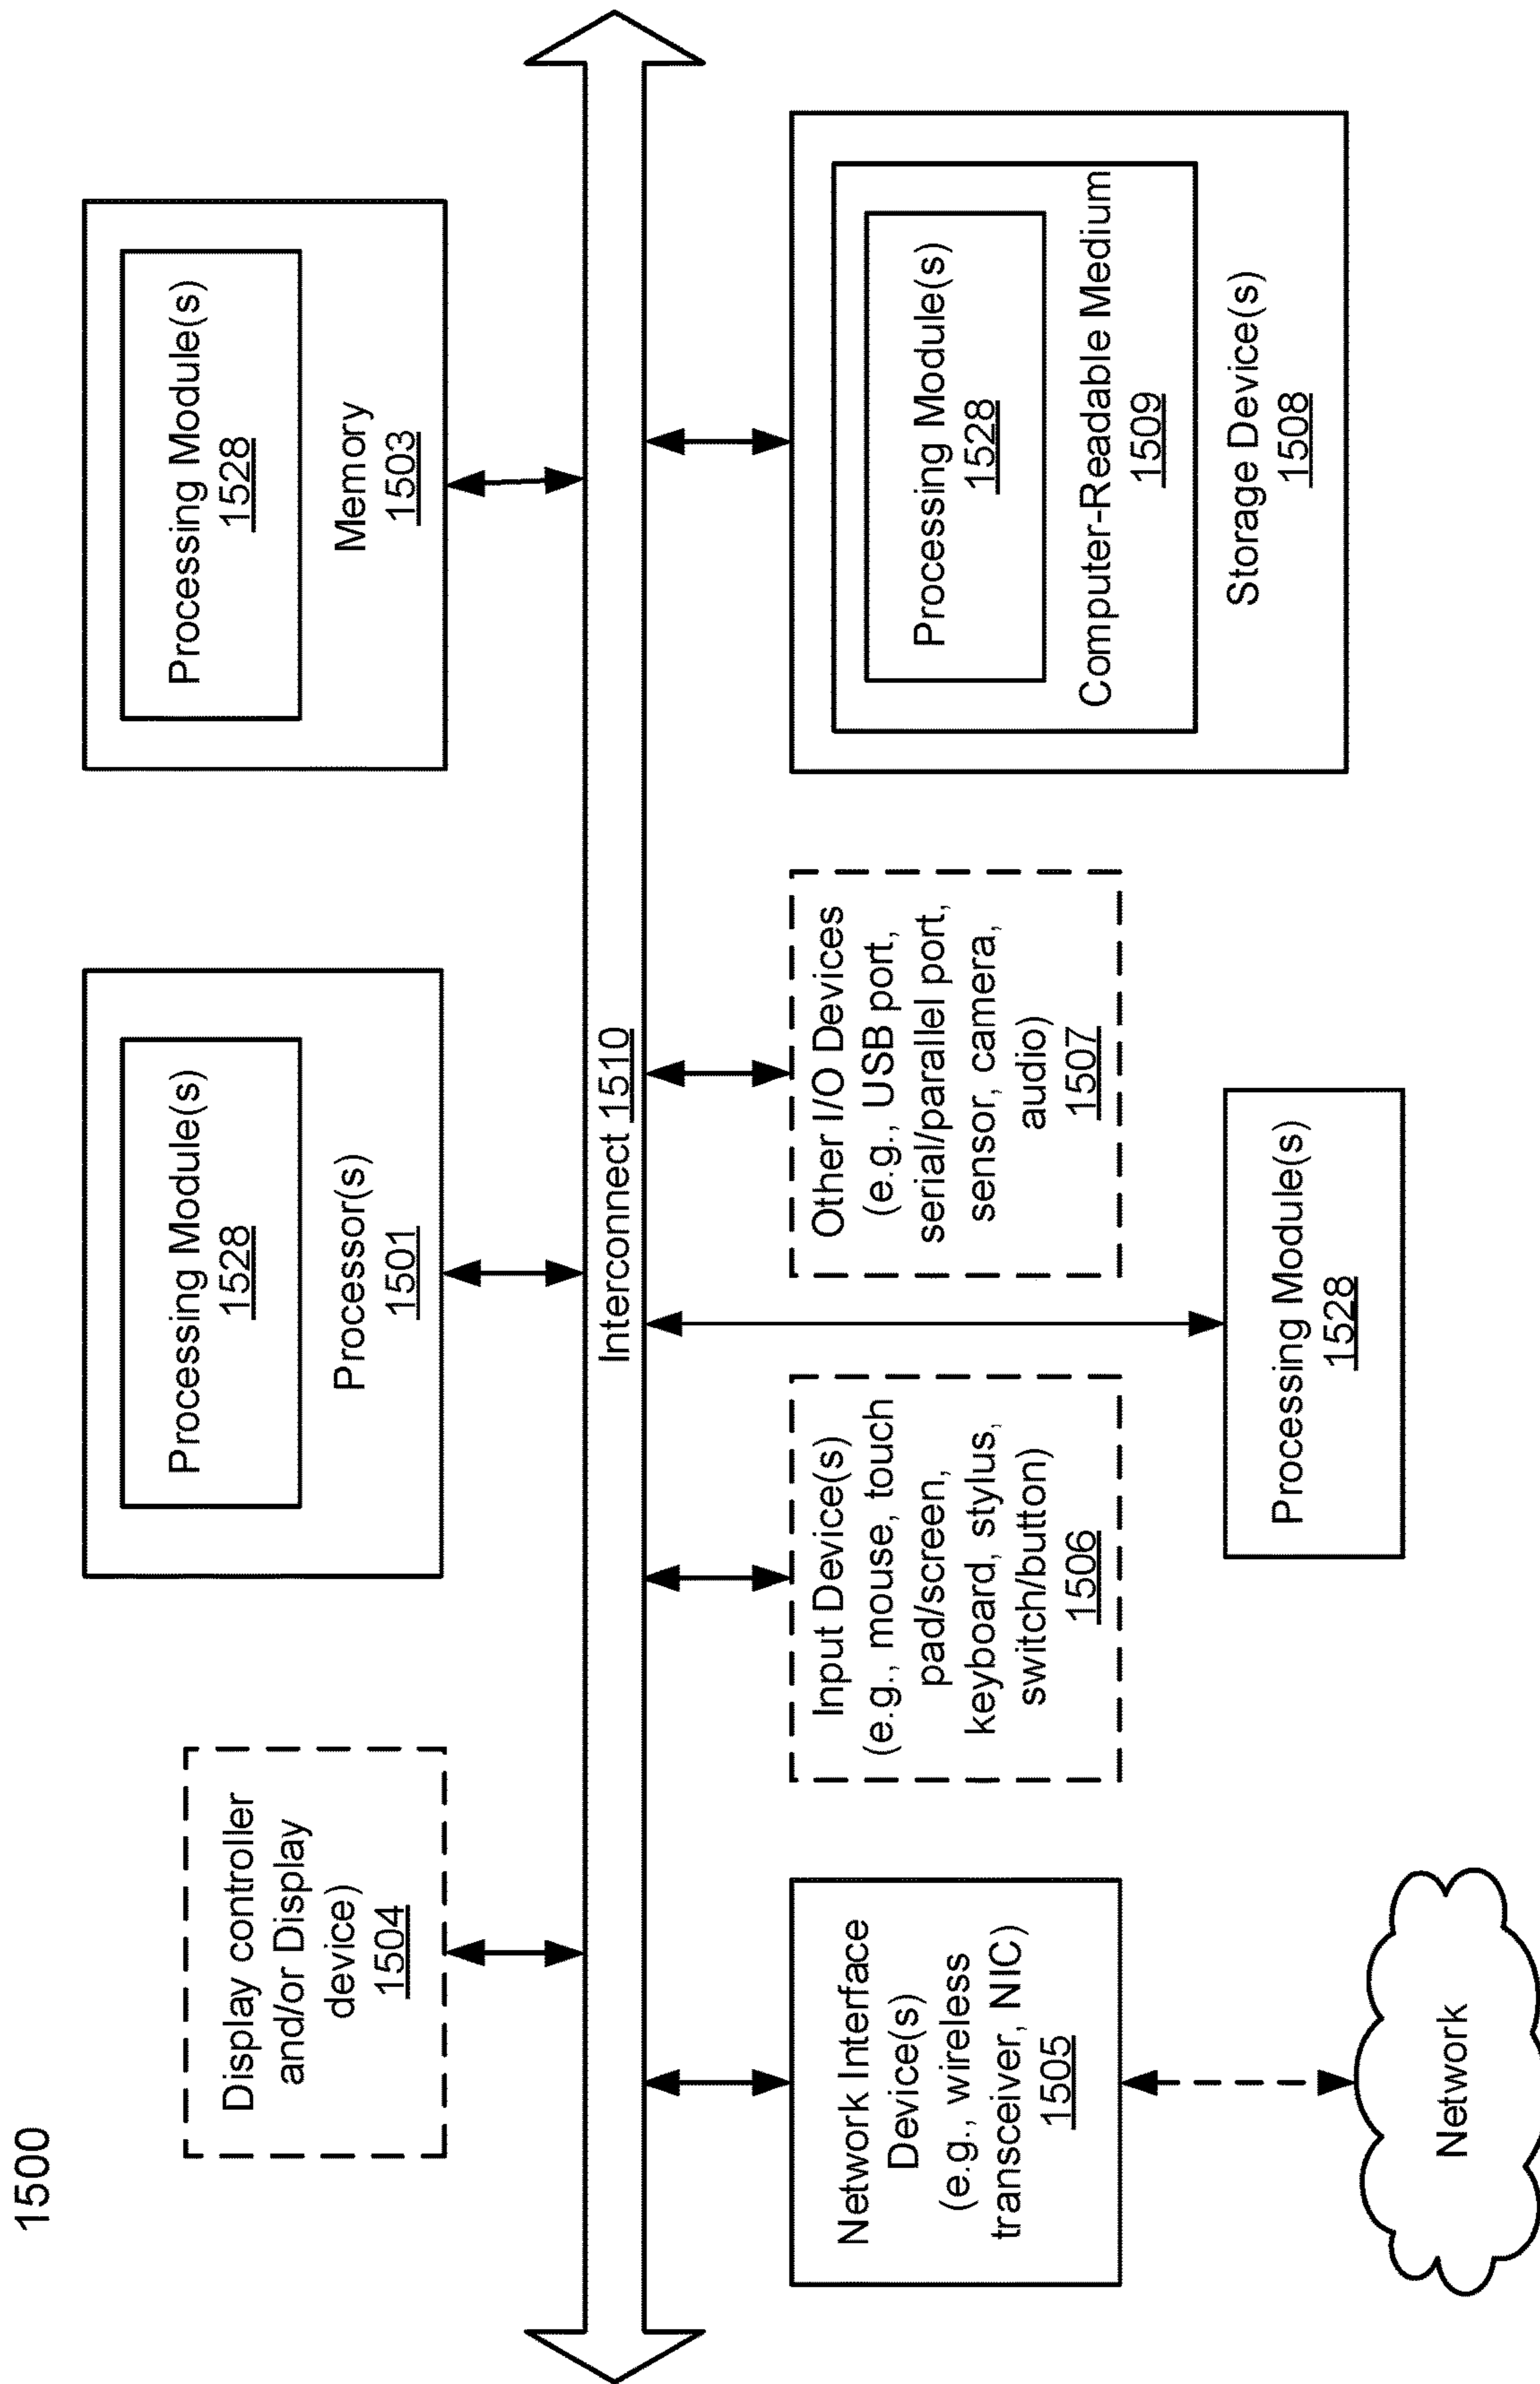 1500
Display controller
and/or Display
device)
1504
Processing Module(s)
1528
Processor(s)
1501
Processing Module(s)
1528
Memory
1503
Interconnect 1510
Network Interface
Device(s)
(e.g., wireless
transceiver, NIC)
1505
Input Device(s)
(e.g., mouse, touch
pad/screen,
keyboard, stylus,
switch/button)
1506
Other I/O Devices
(e.g., USB port,
serial/parallel port,
sensor, camera,
audio)
1507
Processing Module(s)
1528
Computer-Readable Medium
1509
Storage Device(s)
1508
Processing Module(s)
1528
Network